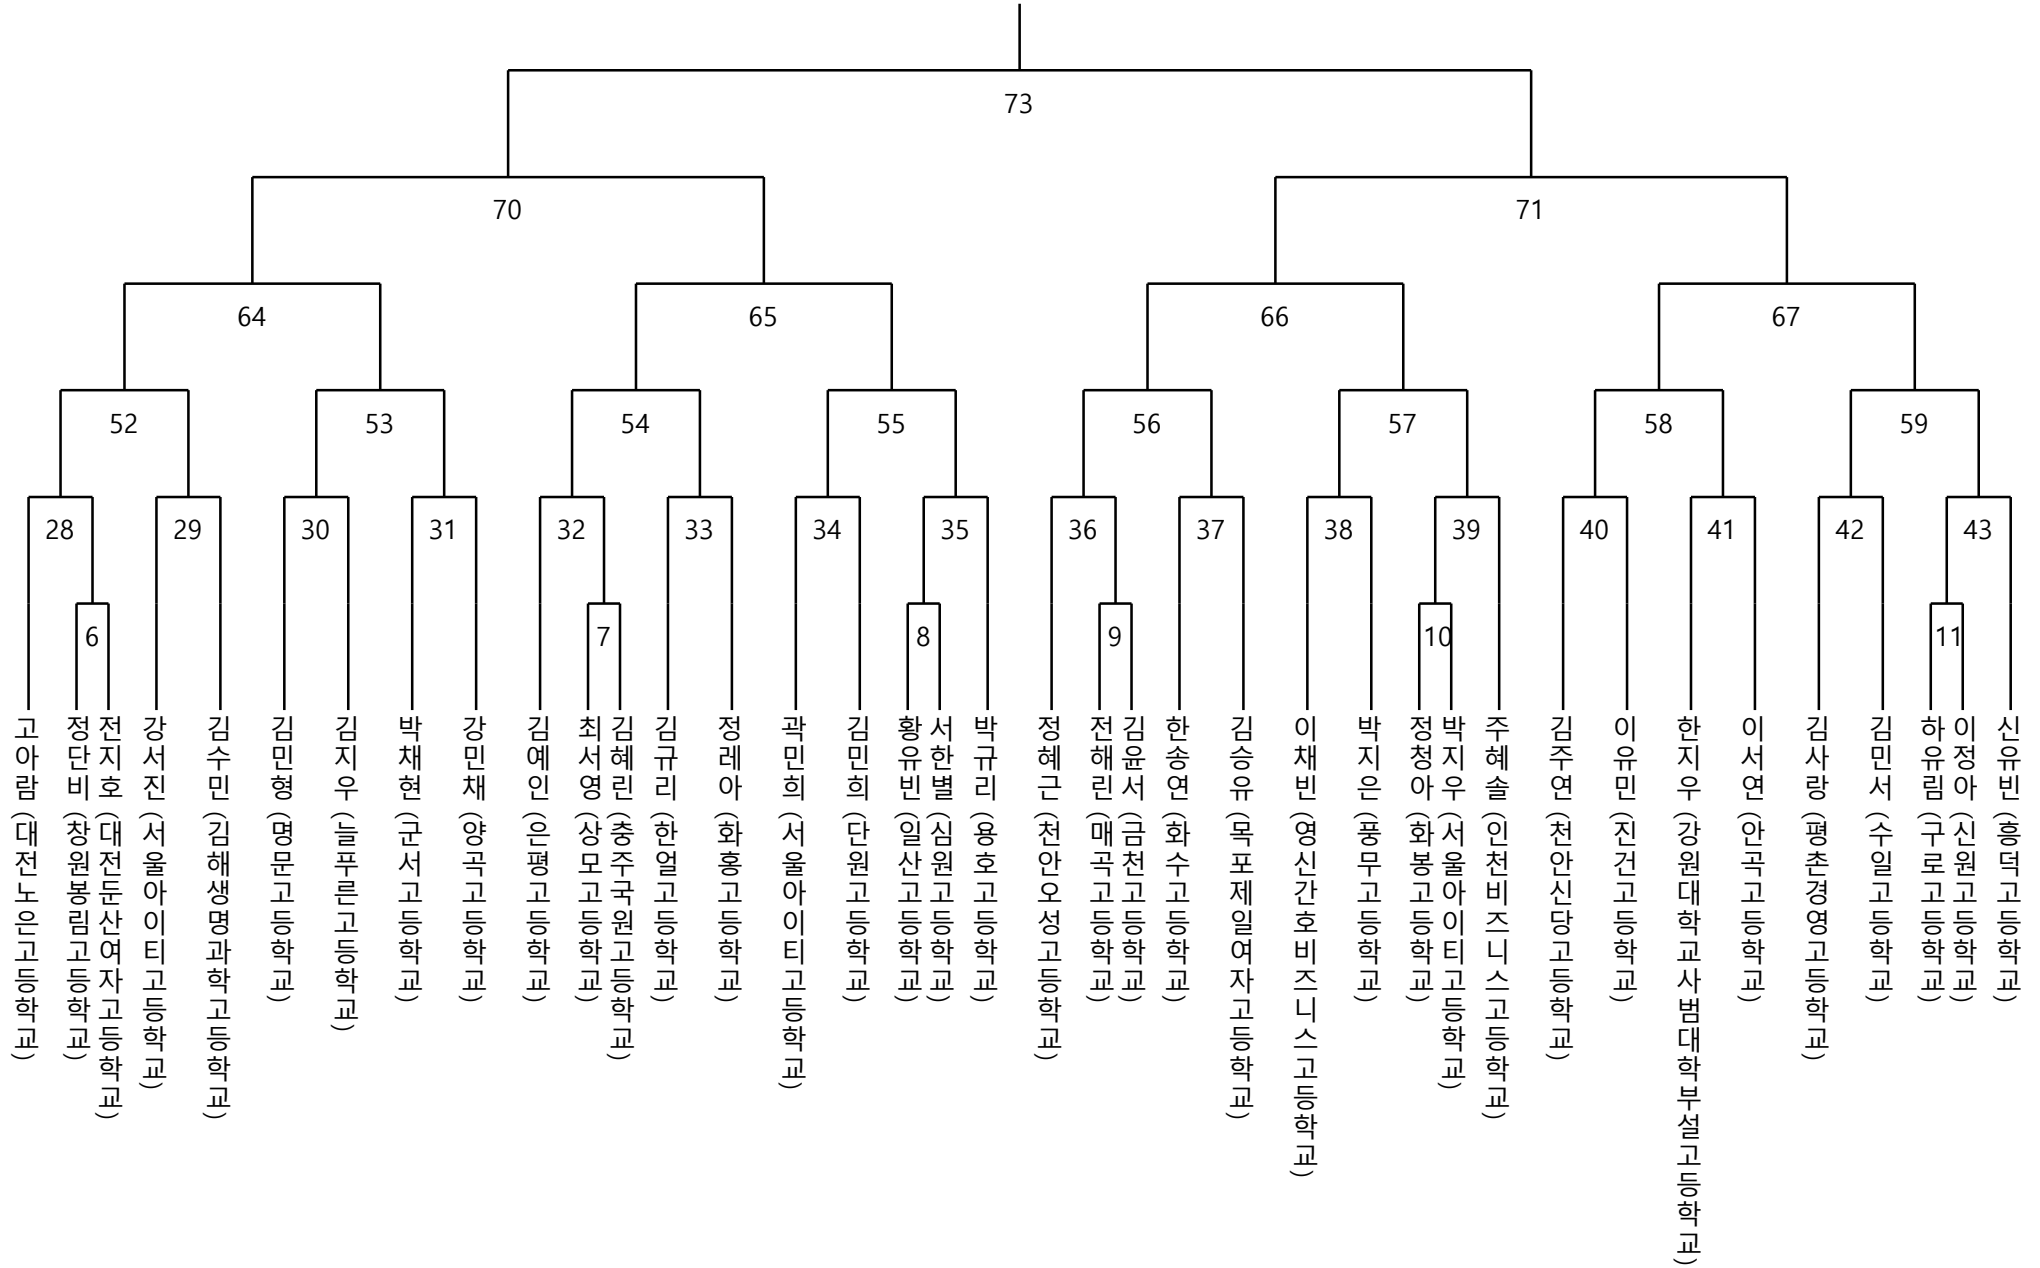 73
70
71
64
65
66
67
52
53
54
55
56
57
58
59
28
29
30
31
32
33
34
35
36
37
38
39
40
41
42
43
6
7
8
9
10
11
고아람 (대전노은고등학교)
정단비 (창원봉림고등학교)
전지호 (대전둔산여자고등학교)
강서진 (서울아이티고등학교)
김수민 (김해생명과학고등학교)
김민형 (명문고등학교)
김지우 (늘푸른고등학교)
박채현 (군서고등학교)
강민채 (양곡고등학교)
김예인 (은평고등학교)
최서영 (상모고등학교)
김혜린 (충주국원고등학교)
김규리 (한얼고등학교)
정레아 (화홍고등학교)
곽민희 (서울아이티고등학교)
김민희 (단원고등학교)
황유빈 (일산고등학교)
서한별 (심원고등학교)
박규리 (용호고등학교)
정혜근 (천안오성고등학교)
전해린 (매곡고등학교)
김윤서 (금천고등학교)
한송연 (화수고등학교)
김승유 (목포제일여자고등학교)
이채빈 (영신간호비즈니스고등학교)
박지은 (풍무고등학교)
정청아 (화봉고등학교)
박지우 (서울아이티고등학교)
주혜솔 (인천비즈니스고등학교)
김주연 (천안신당고등학교)
이유민 (진건고등학교)
한지우 (강원대학교사범대학부설고등학교)
이서연 (안곡고등학교)
김사랑 (평촌경영고등학교)
김민서 (수일고등학교)
하유림 (구로고등학교)
이정아 (신원고등학교)
신유빈 (흥덕고등학교)